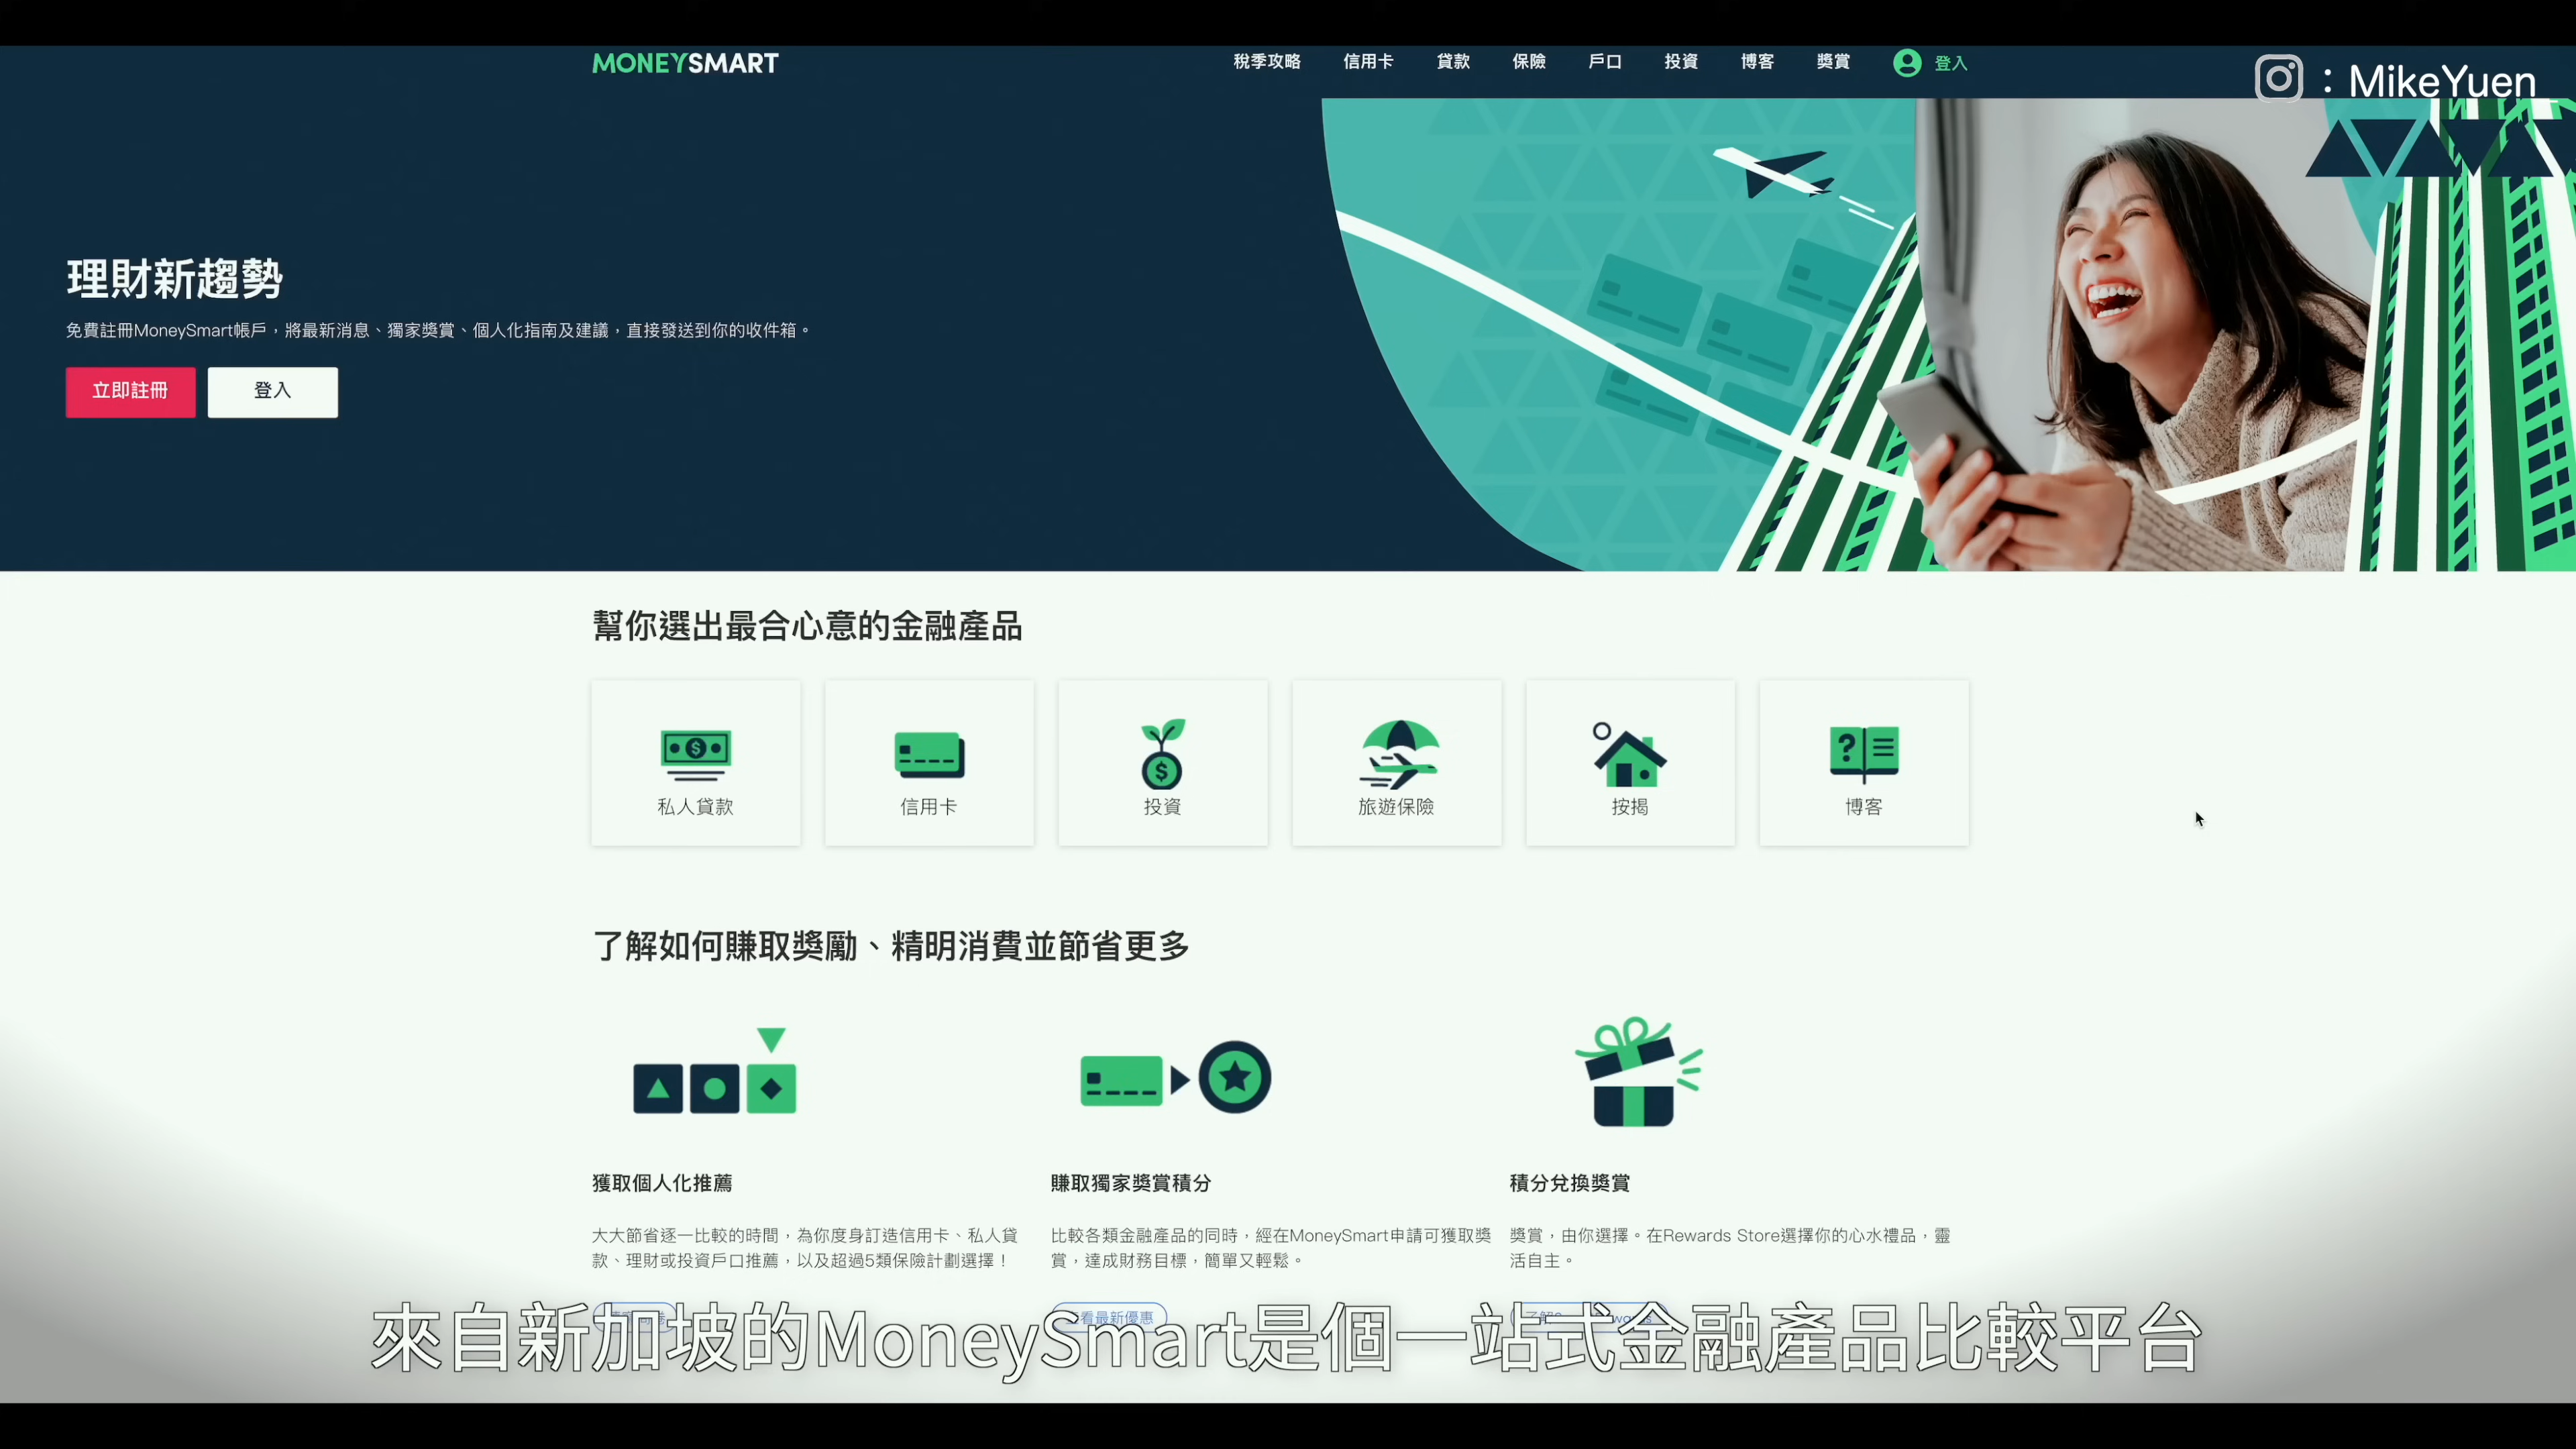 MONEYSMART
稅季攻略
信用卡
貸款
保險
戶口
投資
博客
獎賞
登入
：MikeYuen
理財新趨勢
免費註冊MoneySmart帳戶，將最新消息、獨家獎賞、個人化指南及建議，直接發送到你的收件箱。
立即註冊
登入
幫你選出最合心意的金融產品
私人貸款
信用卡
投資
旅遊保險
按揭
博客
了解如何賺取獎勵、精明消費並節省更多
獲取個人化推薦
大大節省逐一比較的時間，為你度身訂造信用卡、私人貸
款、理財或投資戶口推薦，以及超過5類保險計劃選擇！
賺取獨家獎賞積分
比較各類金融產品的同時，經在MoneySmart申請可獲取獎
賞，達成財務目標，簡單又輕鬆。
查看最新優惠
積分兌換獎賞
獎賞，由你選擇。在Rewards Store選擇你的心水禮品，靈
活自主。
來自新加坡的MoneySmart是個一站式金融產品比較平台